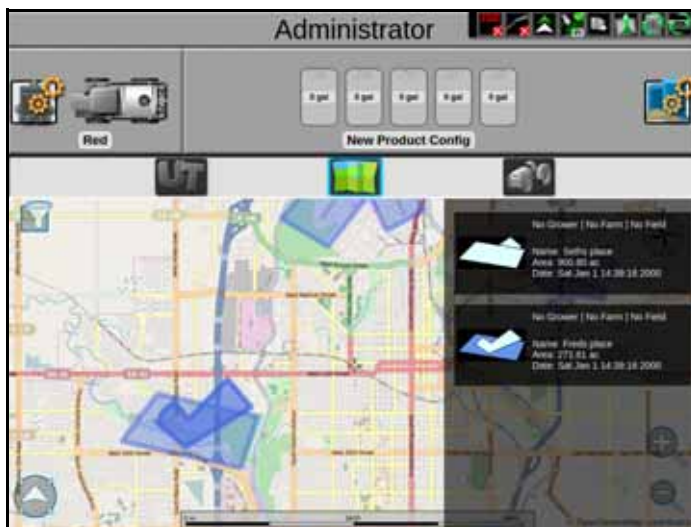 Administrator
0 gal 0 gal 0 gal 0 gal 0 gal
Red
New Product Config
UT
No Grower | No Farm | No Field
Name: Seths place
Area: 900.80 ac
Date: Sat Jan 1 14:39:16 2000
No Grower | No Farm | No Field
Name: Freds place
Area: 271.61 ac
Date: Sat Jan 1 14:39:16 2000